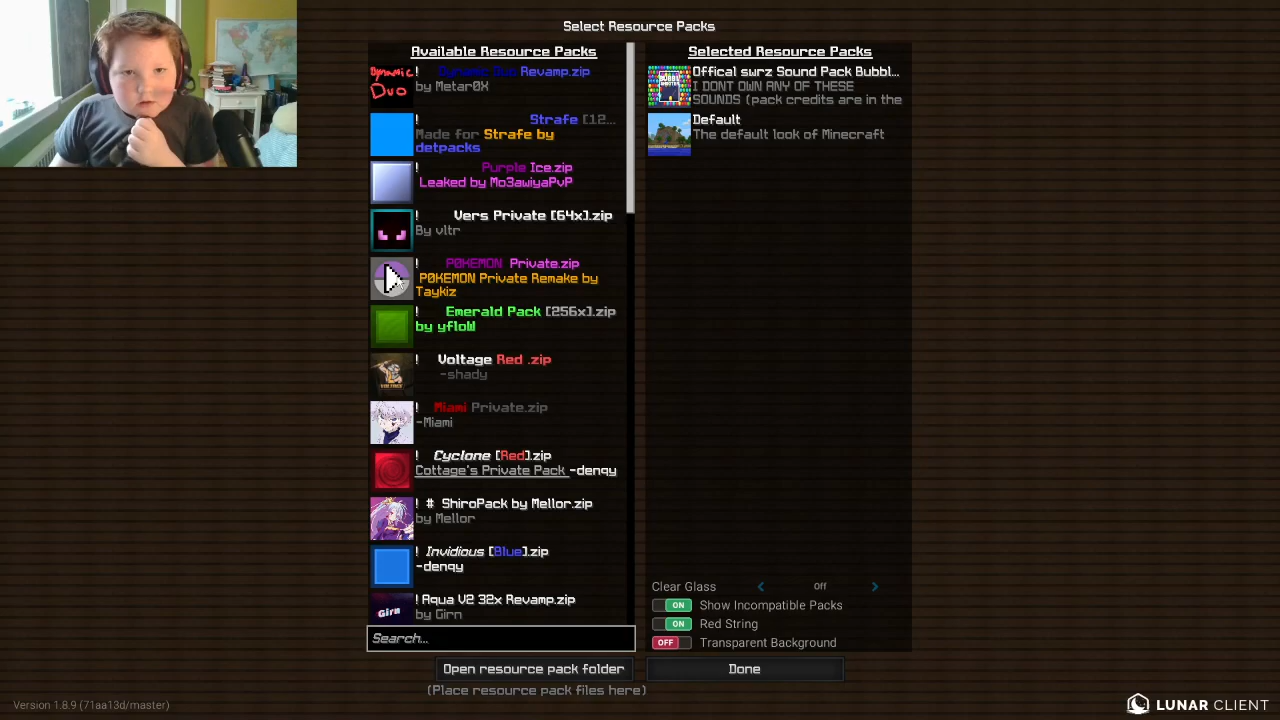 Select Resource Packs
Available Resource Packs
Dynamic
Duo
! Dynamic Duo Revamp.zip
by Metar0X
! Strafe [12...
Made for Strafe by
detpacks
! Purple Ice.zip
Leaked by Mo3awiyaPvP
! Vers Private [64x].zip
By vltr
! P0KEMON Private.zip
P0KEMON Private Remake by
Taykiz
! Emerald Pack [256x].zip
by yfloW
! Voltage Red .zip
-shady
! Miami Private.zip
-Miami
! Cyclone [Red].zip
Cottage's Private Pack -denqy
! # ShiroPack by Mellor.zip
by Mellor
! Invidious [Blue].zip
-denqy
Girn
! Aqua V2 32x Revamp.zip
by Girn
Search...
Open resource pack folder
(Place resource pack files here)
Selected Resource Packs
Offical swrz Sound Pack Bubbl...
I DONT OWN ANY OF THESE
SOUNDS (pack credits are in the
Default
The default look of Minecraft
Clear Glass < Off >
ON Show Incompatible Packs
ON Red String
OFF Transparent Background
Done
Version 1.8.9 (71aa13d/master)
LUNAR CLIENT